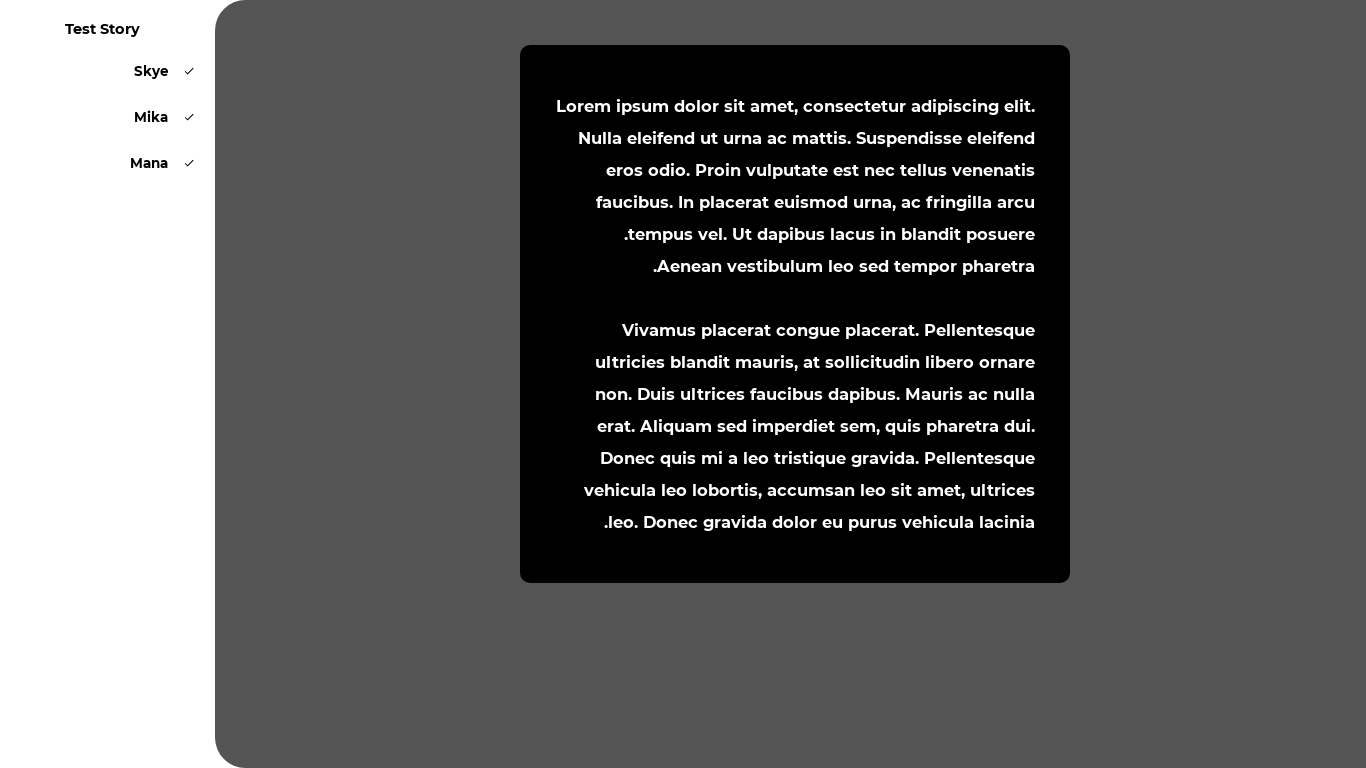 Test Story
Skye
Mika
Mana
Lorem ipsum dolor sit amet, consectetur adipiscing elit.
Nulla eleifend ut urna ac mattis. Suspendisse eleifend
eros odio. Proin vulputate est nec tellus venenatis
faucibus. In placerat euismod urna, ac fringilla arcu
.tempus vel. Ut dapibus lacus in blandit posuere
.Aenean vestibulum leo sed tempor pharetra
Vivamus placerat congue placerat. Pellentesque
ultricies blandit mauris, at sollicitudin libero ornare
non. Duis ultrices faucibus dapibus. Mauris ac nulla
erat. Aliquam sed imperdiet sem, quis pharetra dui.
Donec quis mi a leo tristique gravida. Pellentesque
vehicula leo lobortis, accumsan leo sit amet, ultrices
.leo. Donec gravida dolor eu purus vehicula lacinia